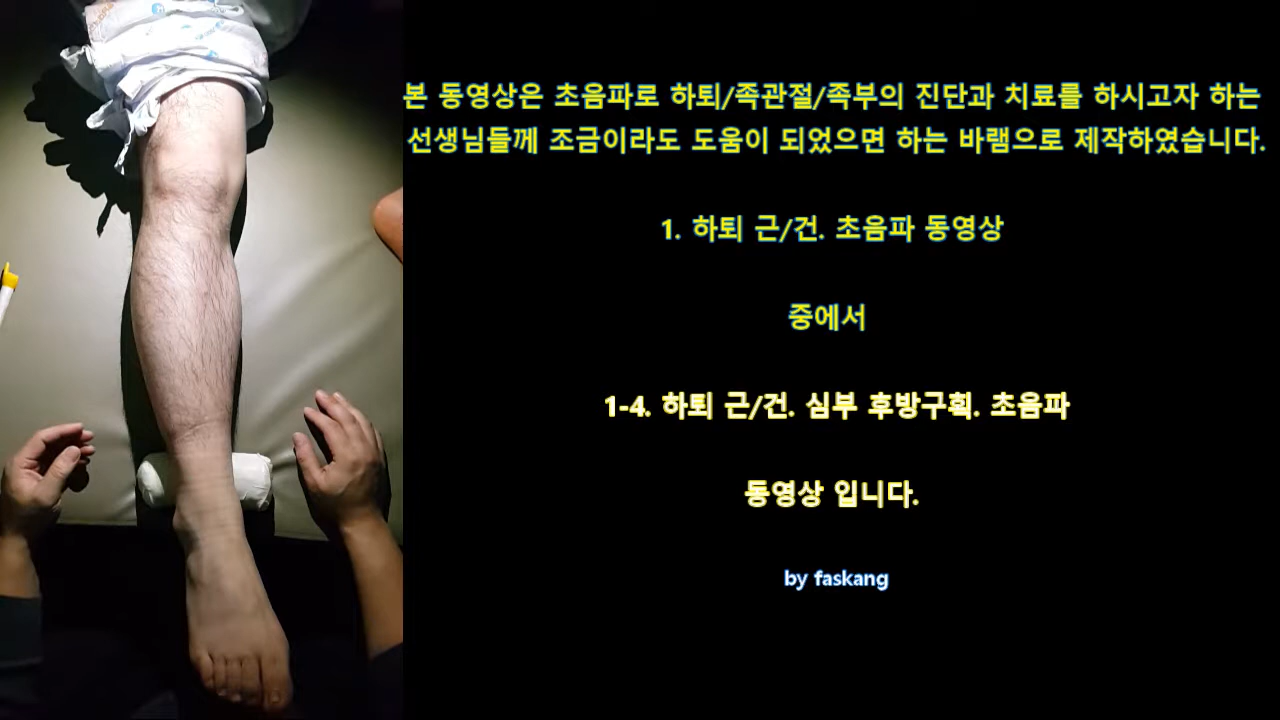 본 동영상은 초음파로 하퇴/족관절/족부의 진단과 치료를 하시고자 하는
선생님들께 조금이라도 도움이 되었으면 하는 바램으로 제작하였습니다.
1. 하퇴 근/건. 초음파 동영상
중에서
1-4. 하퇴 근/건. 심부 후방구획. 초음파
동영상 입니다.
by faskang